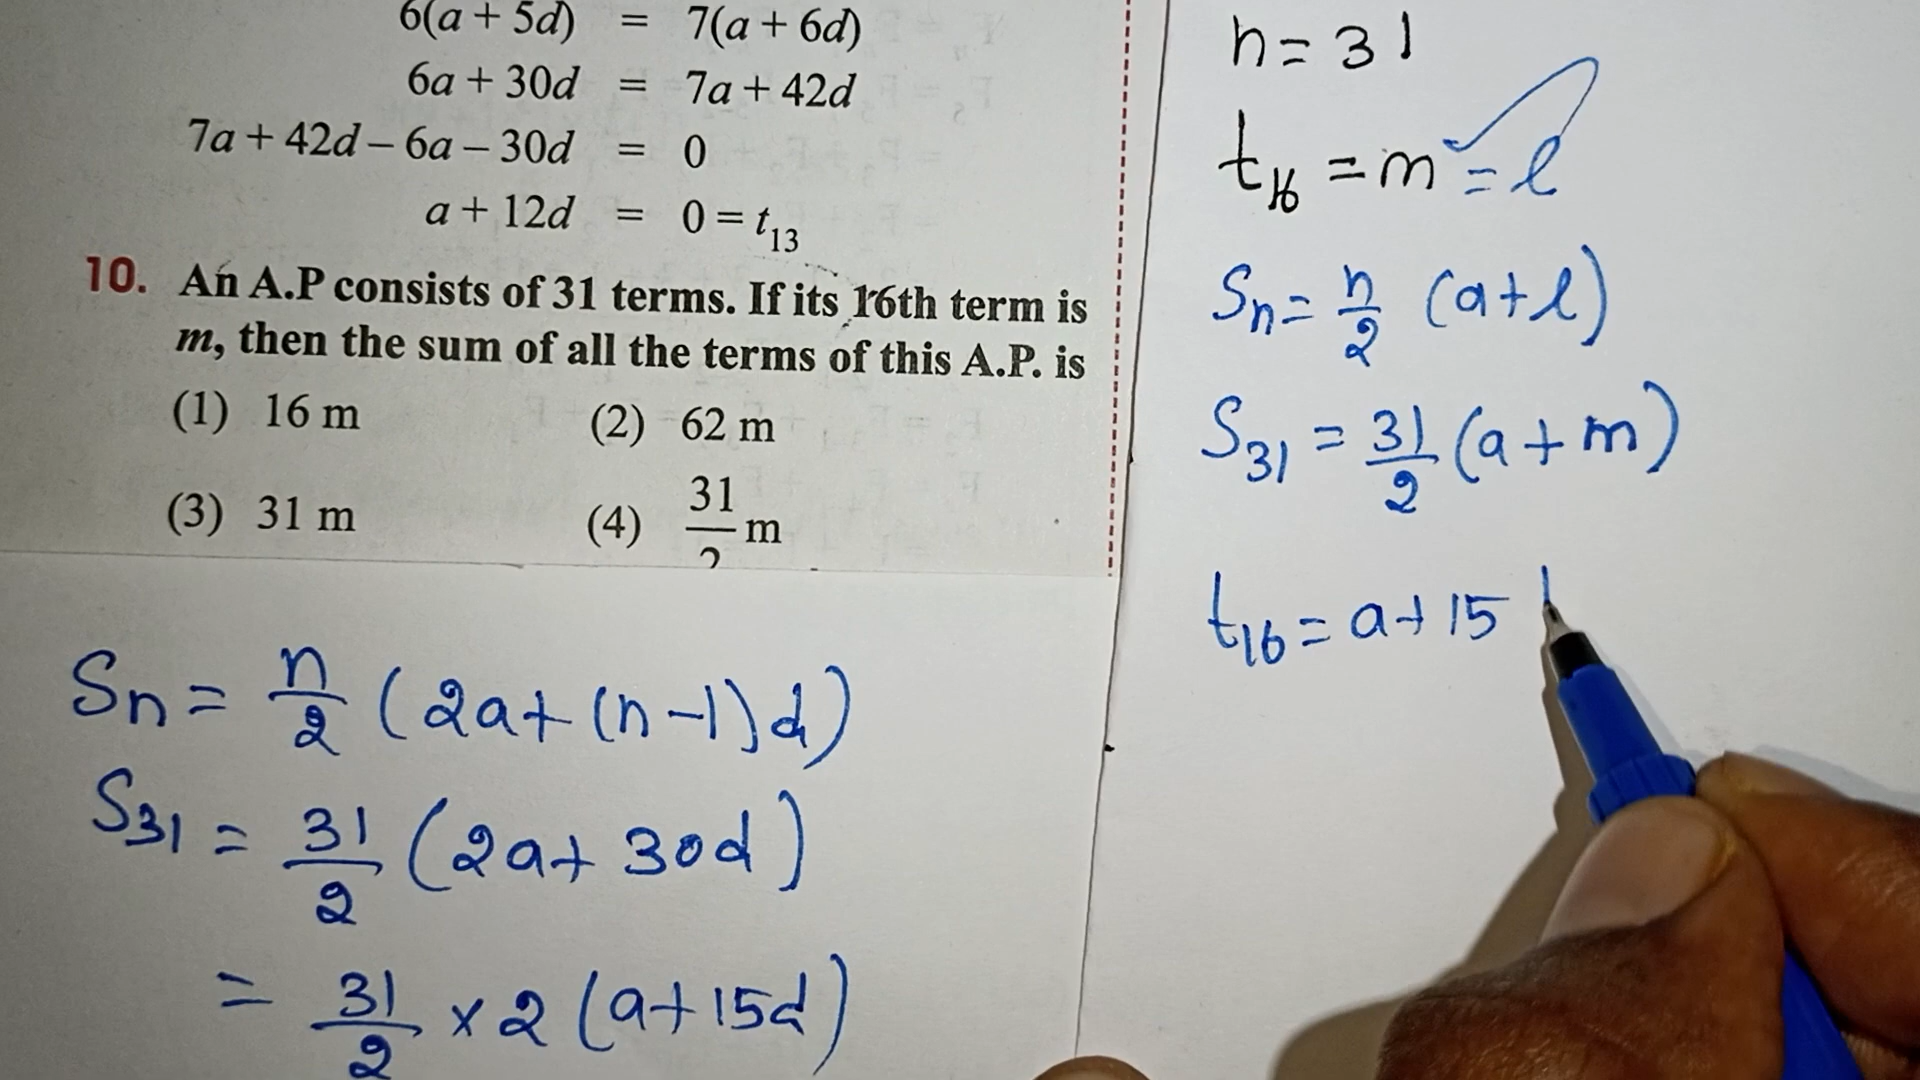 6(a + 5d) = 7(a + 6d)
6a + 30d = 7a + 42d
7a + 42d – 6a – 30d = 0
a + 12d = 0 = t13
10. An A.P consists of 31 terms. If its 16th term is
m, then the sum of all the terms of this A.P. is
(1) 16 m (2) 62 m
(3) 31 m (4) 31/2 m
Sn = n/2 (2a + (n – 1)d)
S31 = 31/2 (2a + 30d)
= 31/2 × 2 (a + 15d)
n = 31
t16 = m = l
Sn = n/2 (a + l)
S31 = 31/2 (a + m)
t16 = a + 15